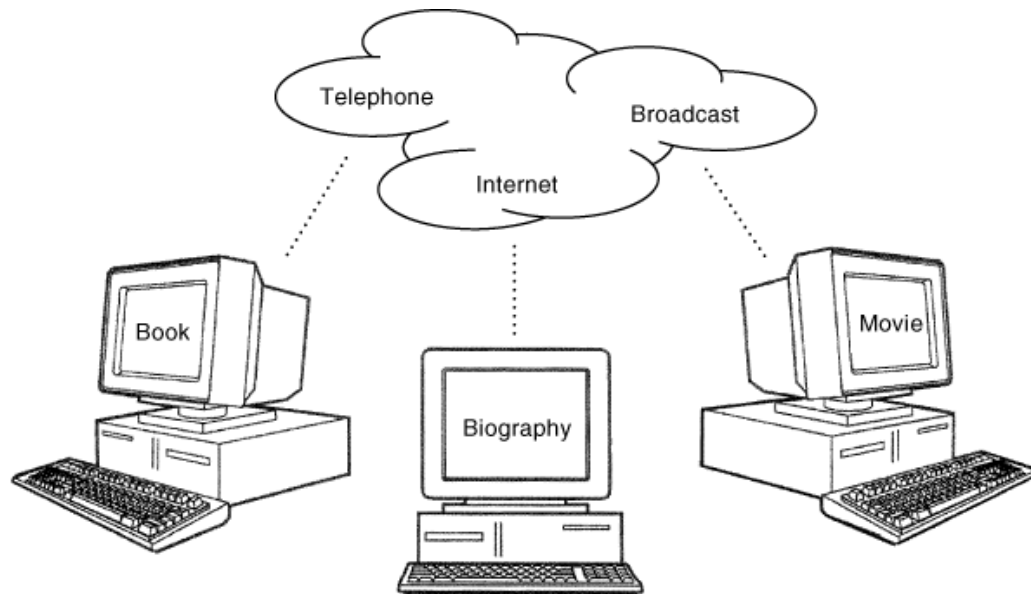 Telephone
Broadcast
Internet
Book
Movie
Biography